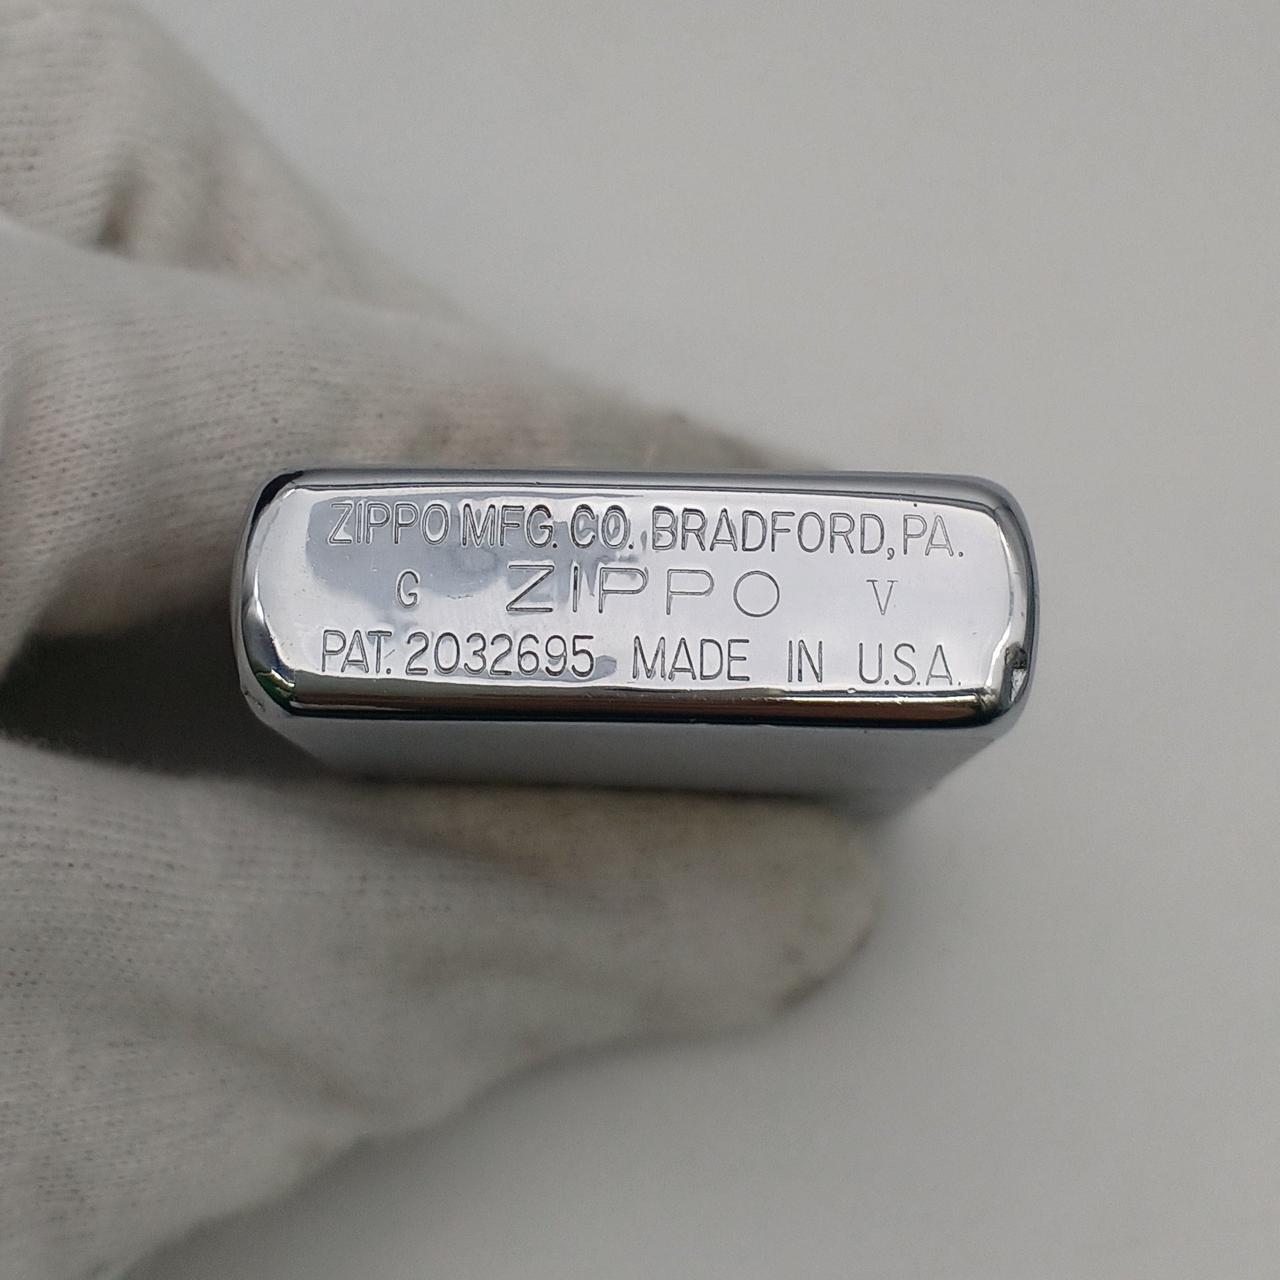 ZIPPO MFG. CO. BRADFORD, PA.
G ZIPPO V
PAT. 2032695 MADE IN U.S.A.